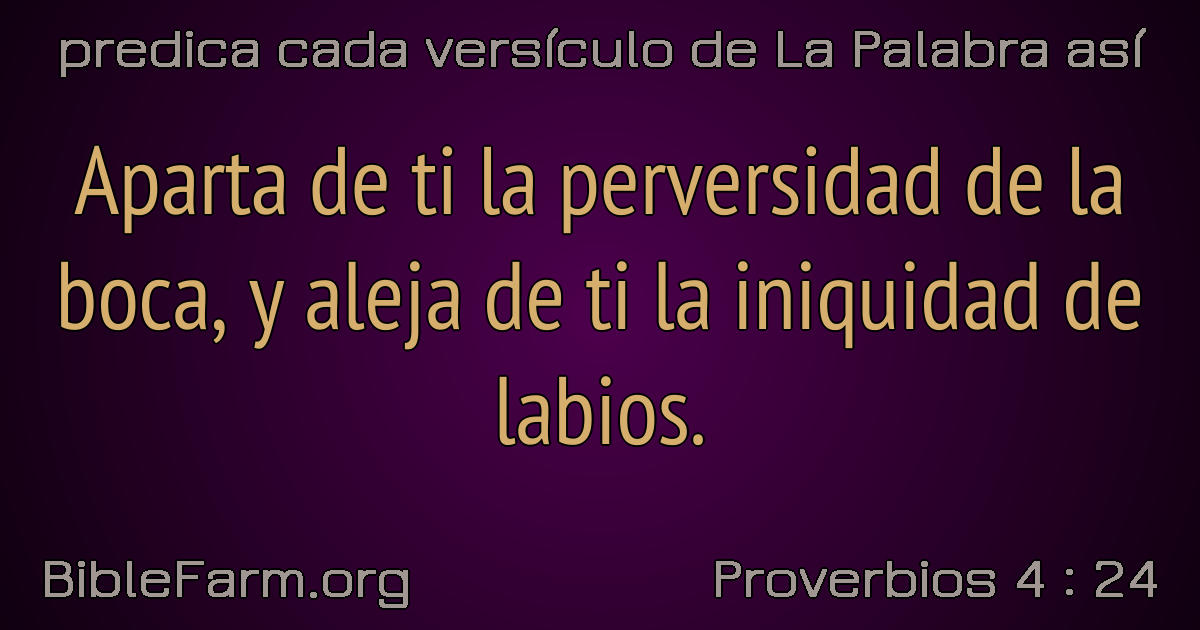 predica cada versículo de La Palabra así
Aparta de ti la perversidad de la
boca, y aleja de ti la iniquidad de
labios.
BibleFarm.org
Proverbios 4 : 24